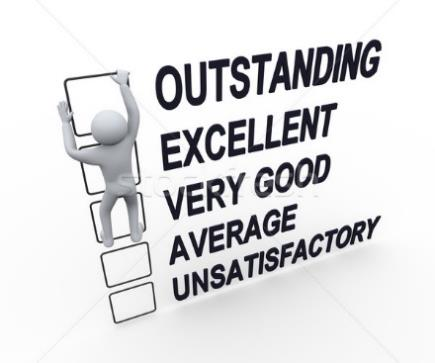 OUTSTANDING
EXCELLENT
VERY GOOD
AVERAGE
UNSATISFACTORY